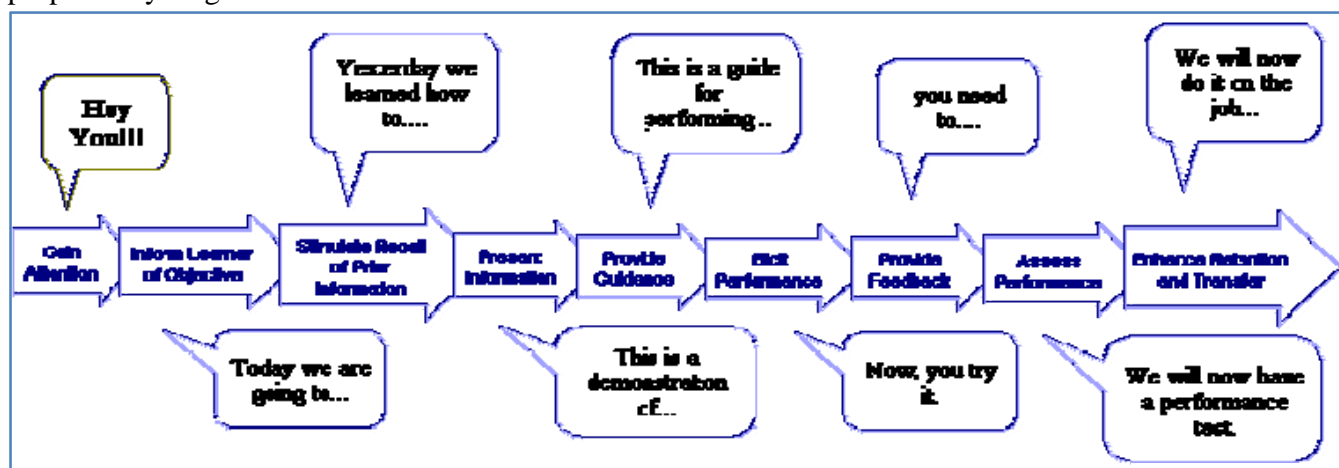 Hey
You!!!
Yesterday we
learned how
to....
This is a guide
for
performing...
you need
to....
We will now
do it on the
job...
Gain
Attention
Inform Learner
of Objective
Stimulate Recall
of Prior
Information
Present
Information
Provide
Guidance
Elicit
Performance
Provide
Feedback
Assess
Performance
Enhance Retention
and Transfer
Today we are
going to...
This is a
demonstration
of...
Now, you try
it.
We will now have
a performance
test.